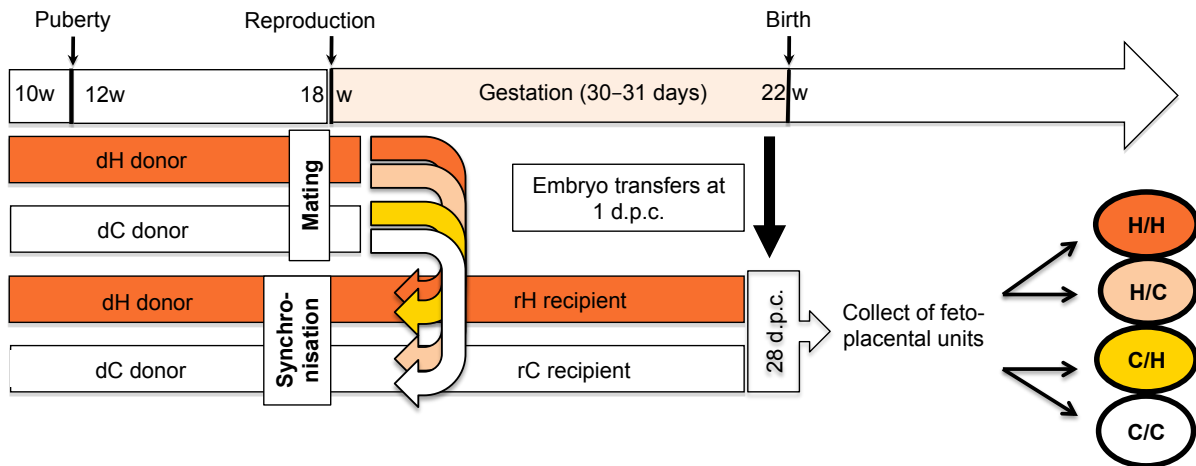 Puberty
Reproduction
Birth
10w
12w
18 w
Gestation (30–31 days)
22 w
dH donor
Mating
Embryo transfers at
1 d.p.c.
dC donor
dH donor
Synchro-
nisation
rH recipient
28 d.p.c.
Collect of feto-
placental units
dC donor
rC recipient
H/H
H/C
C/H
C/C